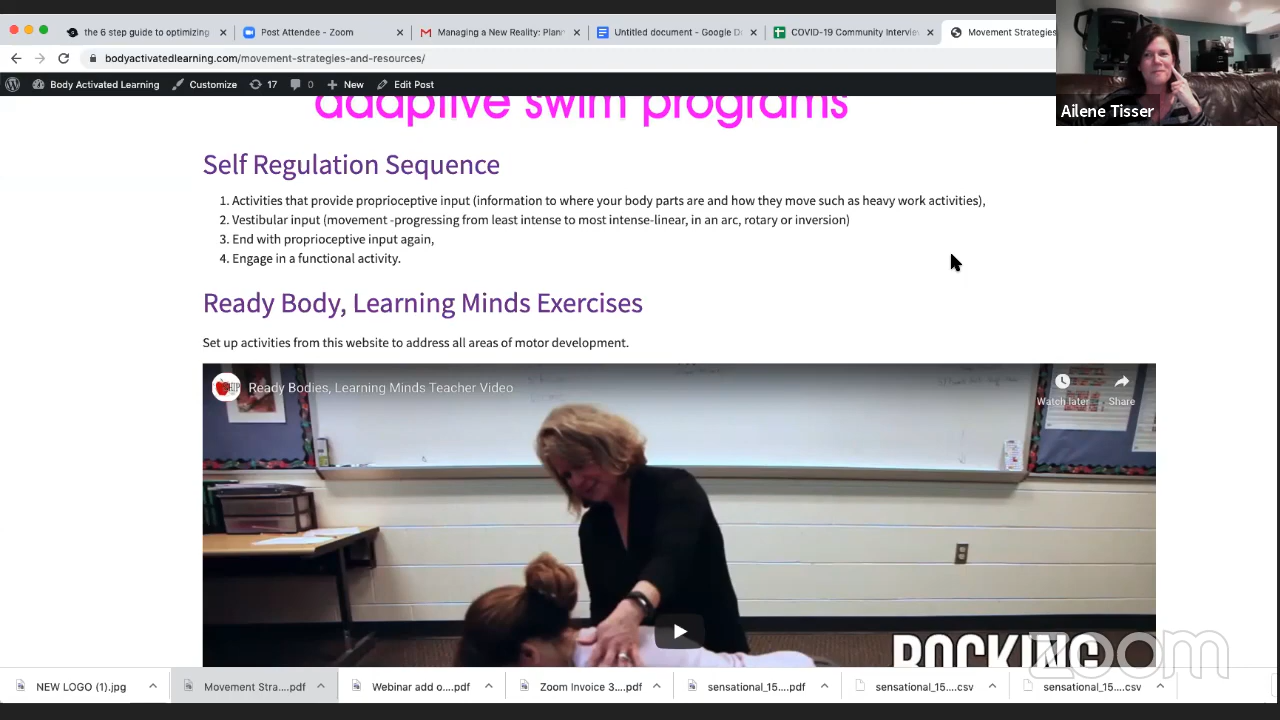 the 6 step guide to optimizing
Post Attendee - Zoom
Managing a New Reality: Plann
Untitled document - Google Do
COVID-19 Community Interview
Movement Strategies
bodyactivatedlearning.com/movement-strategies-and-resources/
Body Activated Learning
Customize
17
0
New
Edit Post
Ailene Tisser
adaptive swim programs
Self Regulation Sequence
1. Activities that provide proprioceptive input (information to where your body parts are and how they move such as heavy work activities),
2. Vestibular input (movement -progressing from least intense to most intense-linear, in an arc, rotary or inversion)
3. End with proprioceptive input again,
4. Engage in a functional activity.
Ready Body, Learning Minds Exercises
Set up activities from this website to address all areas of motor development.
Ready Bodies, Learning Minds Teacher Video
Watch later
Share
ROCKING
zoom
NEW LOGO (1).jpg
Movement Stra....pdf
Webinar add o....pdf
Zoom Invoice 3....pdf
sensational_15....pdf
sensational_15....csv
sensational_15....csv